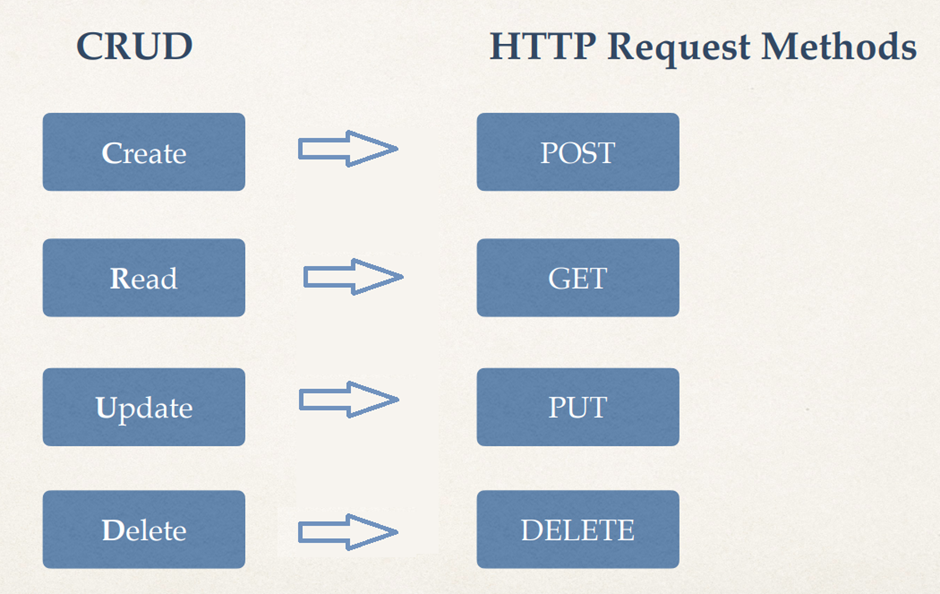 CRUD
HTTP Request Methods
Create
POST
Read
GET
Update
PUT
Delete
DELETE